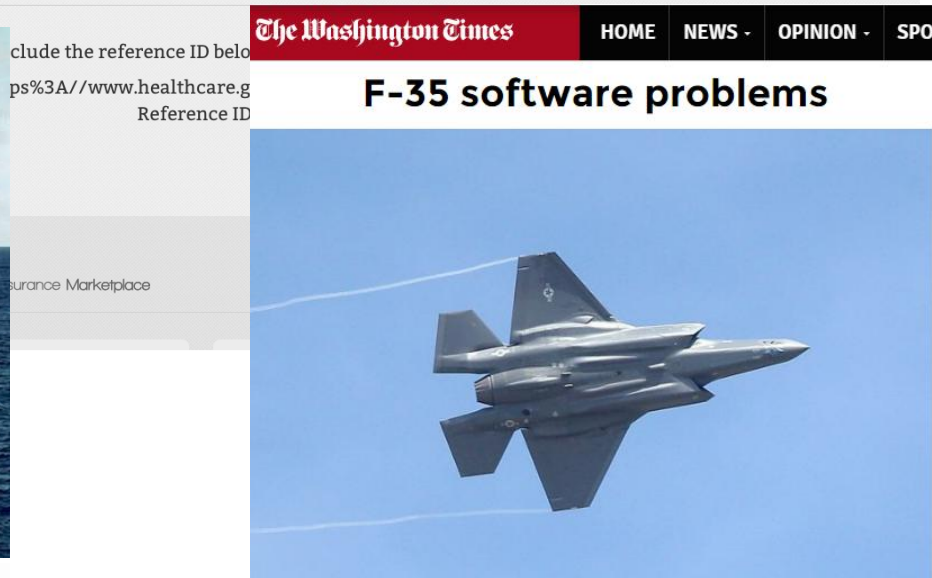 clude the reference ID belo
ps%3A//www.healthcare.g
Reference ID
surance Marketplace
The Washington Times
HOME NEWS OPINION SPO
F-35 software problems